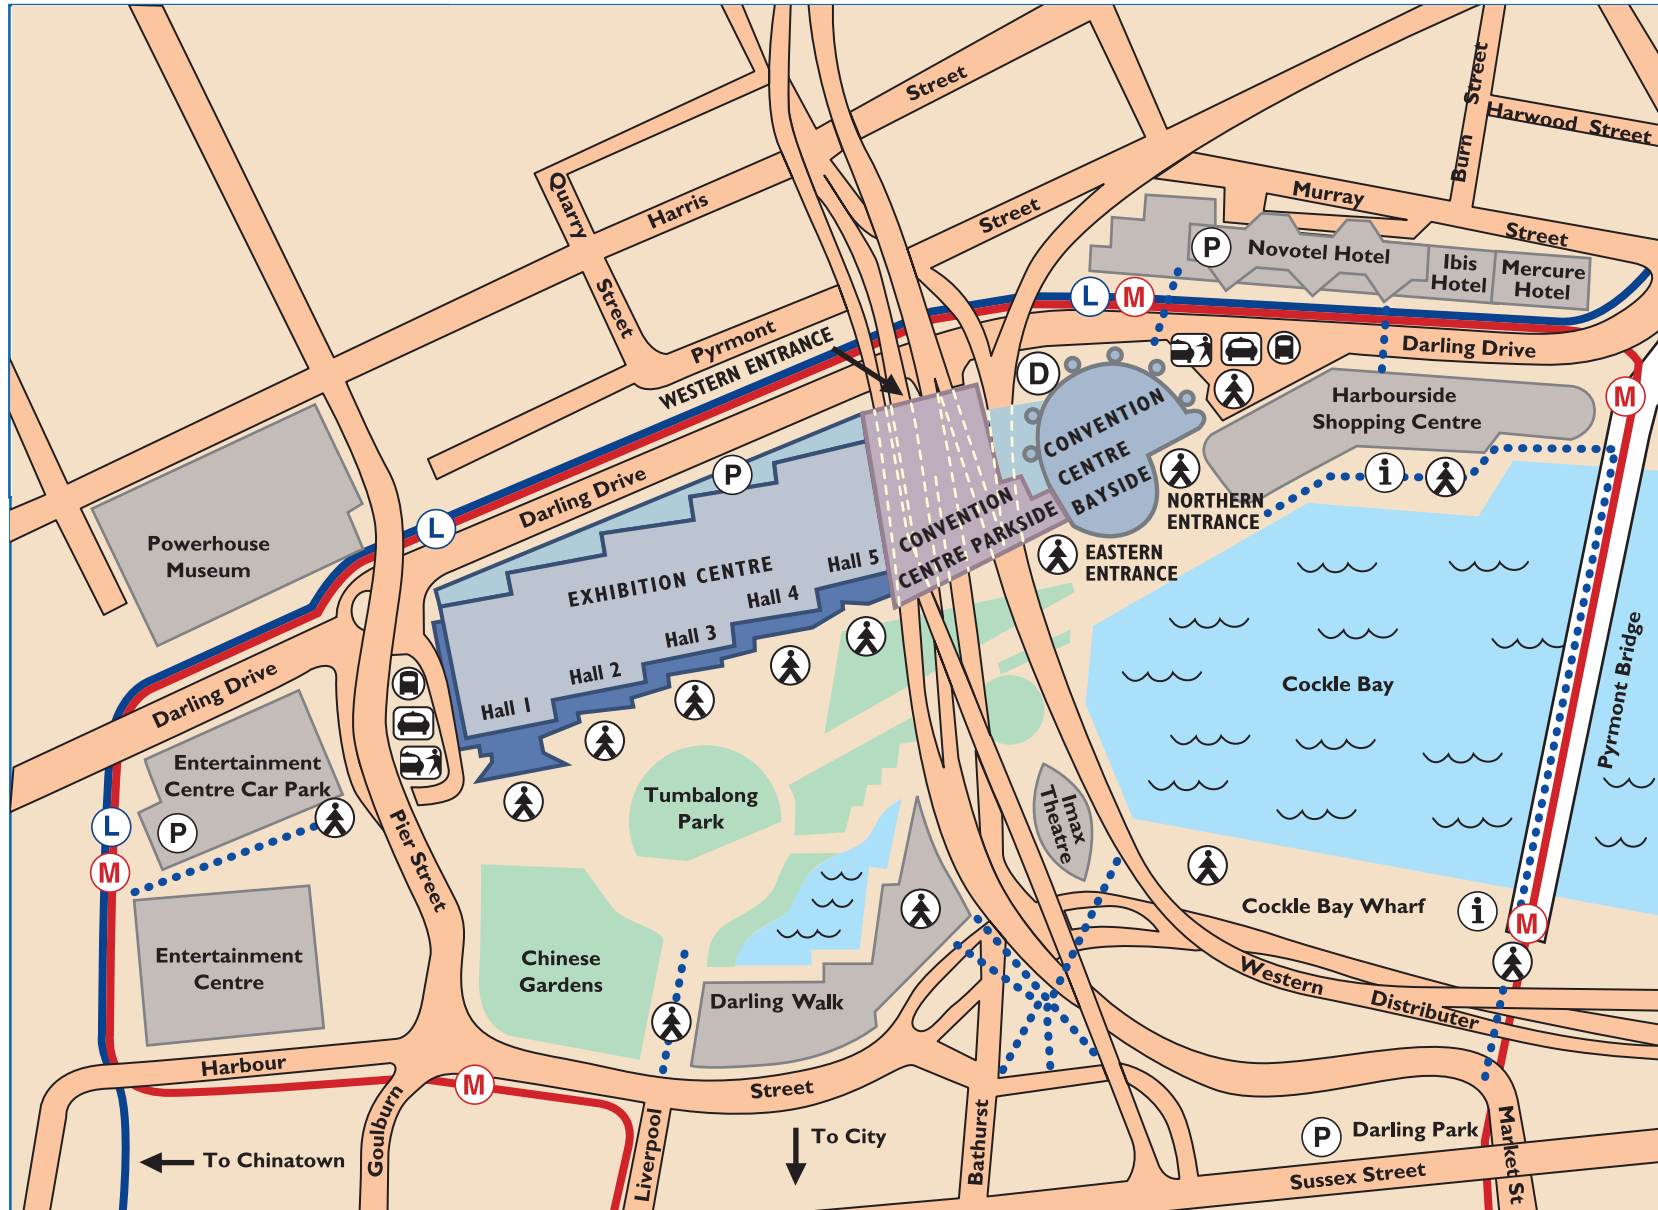 Street
Street
Harwood Street
Burn
Quarry
Harris
Murray
Street
Street
Novotel Hotel
P
Ibis
Hotel
Mercure
Hotel
Street
L
M
Pyrmont
WESTERN ENTRANCE
Darling Drive
D
Harbourside
Shopping Centre
M
CONVENTION
CENTRE
BAYSIDE
P
Darling Drive
i
L
NORTHERN
ENTRANCE
CONVENTION
CENTRE PARKSIDE
Powerhouse
Museum
EXHIBITION CENTRE
Hall 5
Hall 4
Hall 3
Hall 2
Hall 1
EASTERN
ENTRANCE
Cockle Bay
Pyrmont Bridge
Darling Drive
Entertainment
Centre Car Park
P
L
M
Tumbalong
Park
Imax
Theatre
Pier Street
Cockle Bay Wharf
i
M
Entertainment
Centre
Chinese
Gardens
Darling Walk
Western
Distributer
Harbour
M
Street
Goulburn
Liverpool
Bathurst
To City
P
Darling Park
Market St
To Chinatown
Sussex Street